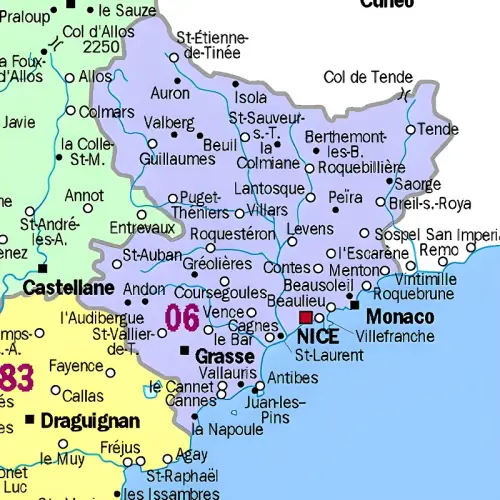 Cuneo
Praloup
le Sauze
Col d'Allos
2250
la Foux-
d'Allos
Allos
St-Étienne-
de-Tinée
Col de Tende
Auron
Isola
Colmars
Javie
Valberg
St-Sauveur-
s.-T.
Tende
la Colle-
St-M.
Beuil
la
Colmiane
Berthemont-
les-B.
Guillaumes
Roquebillière
Annot
Lantosque
Saorge
Puget-
Théniers
Villars
Peïra
Breil-s.-Roya
St-André-
les-A.
Entrevaux
Roquestéron
Levens
Sospel
San Imperia
l'Escarène
Remo
St-Auban
Gréolières
Contes
Menton
Castellane
Andon
Coursegoules
Beausoleil
Vintimille
Beaulieu
Roquebrune
l'Audibergue
06
Vence
Monaco
St-Vallier-
de-T.
Cagnes
NICE
Villefranche
le Bar
Grasse
St-Laurent
83
Fayence
Vallauris
Antibes
Callas
le Cannet
Cannes
Juan-les-
Pins
Draguignan
la Napoule
le Muy
Fréjus
Agay
Luc
St-Raphaël
les Issambres